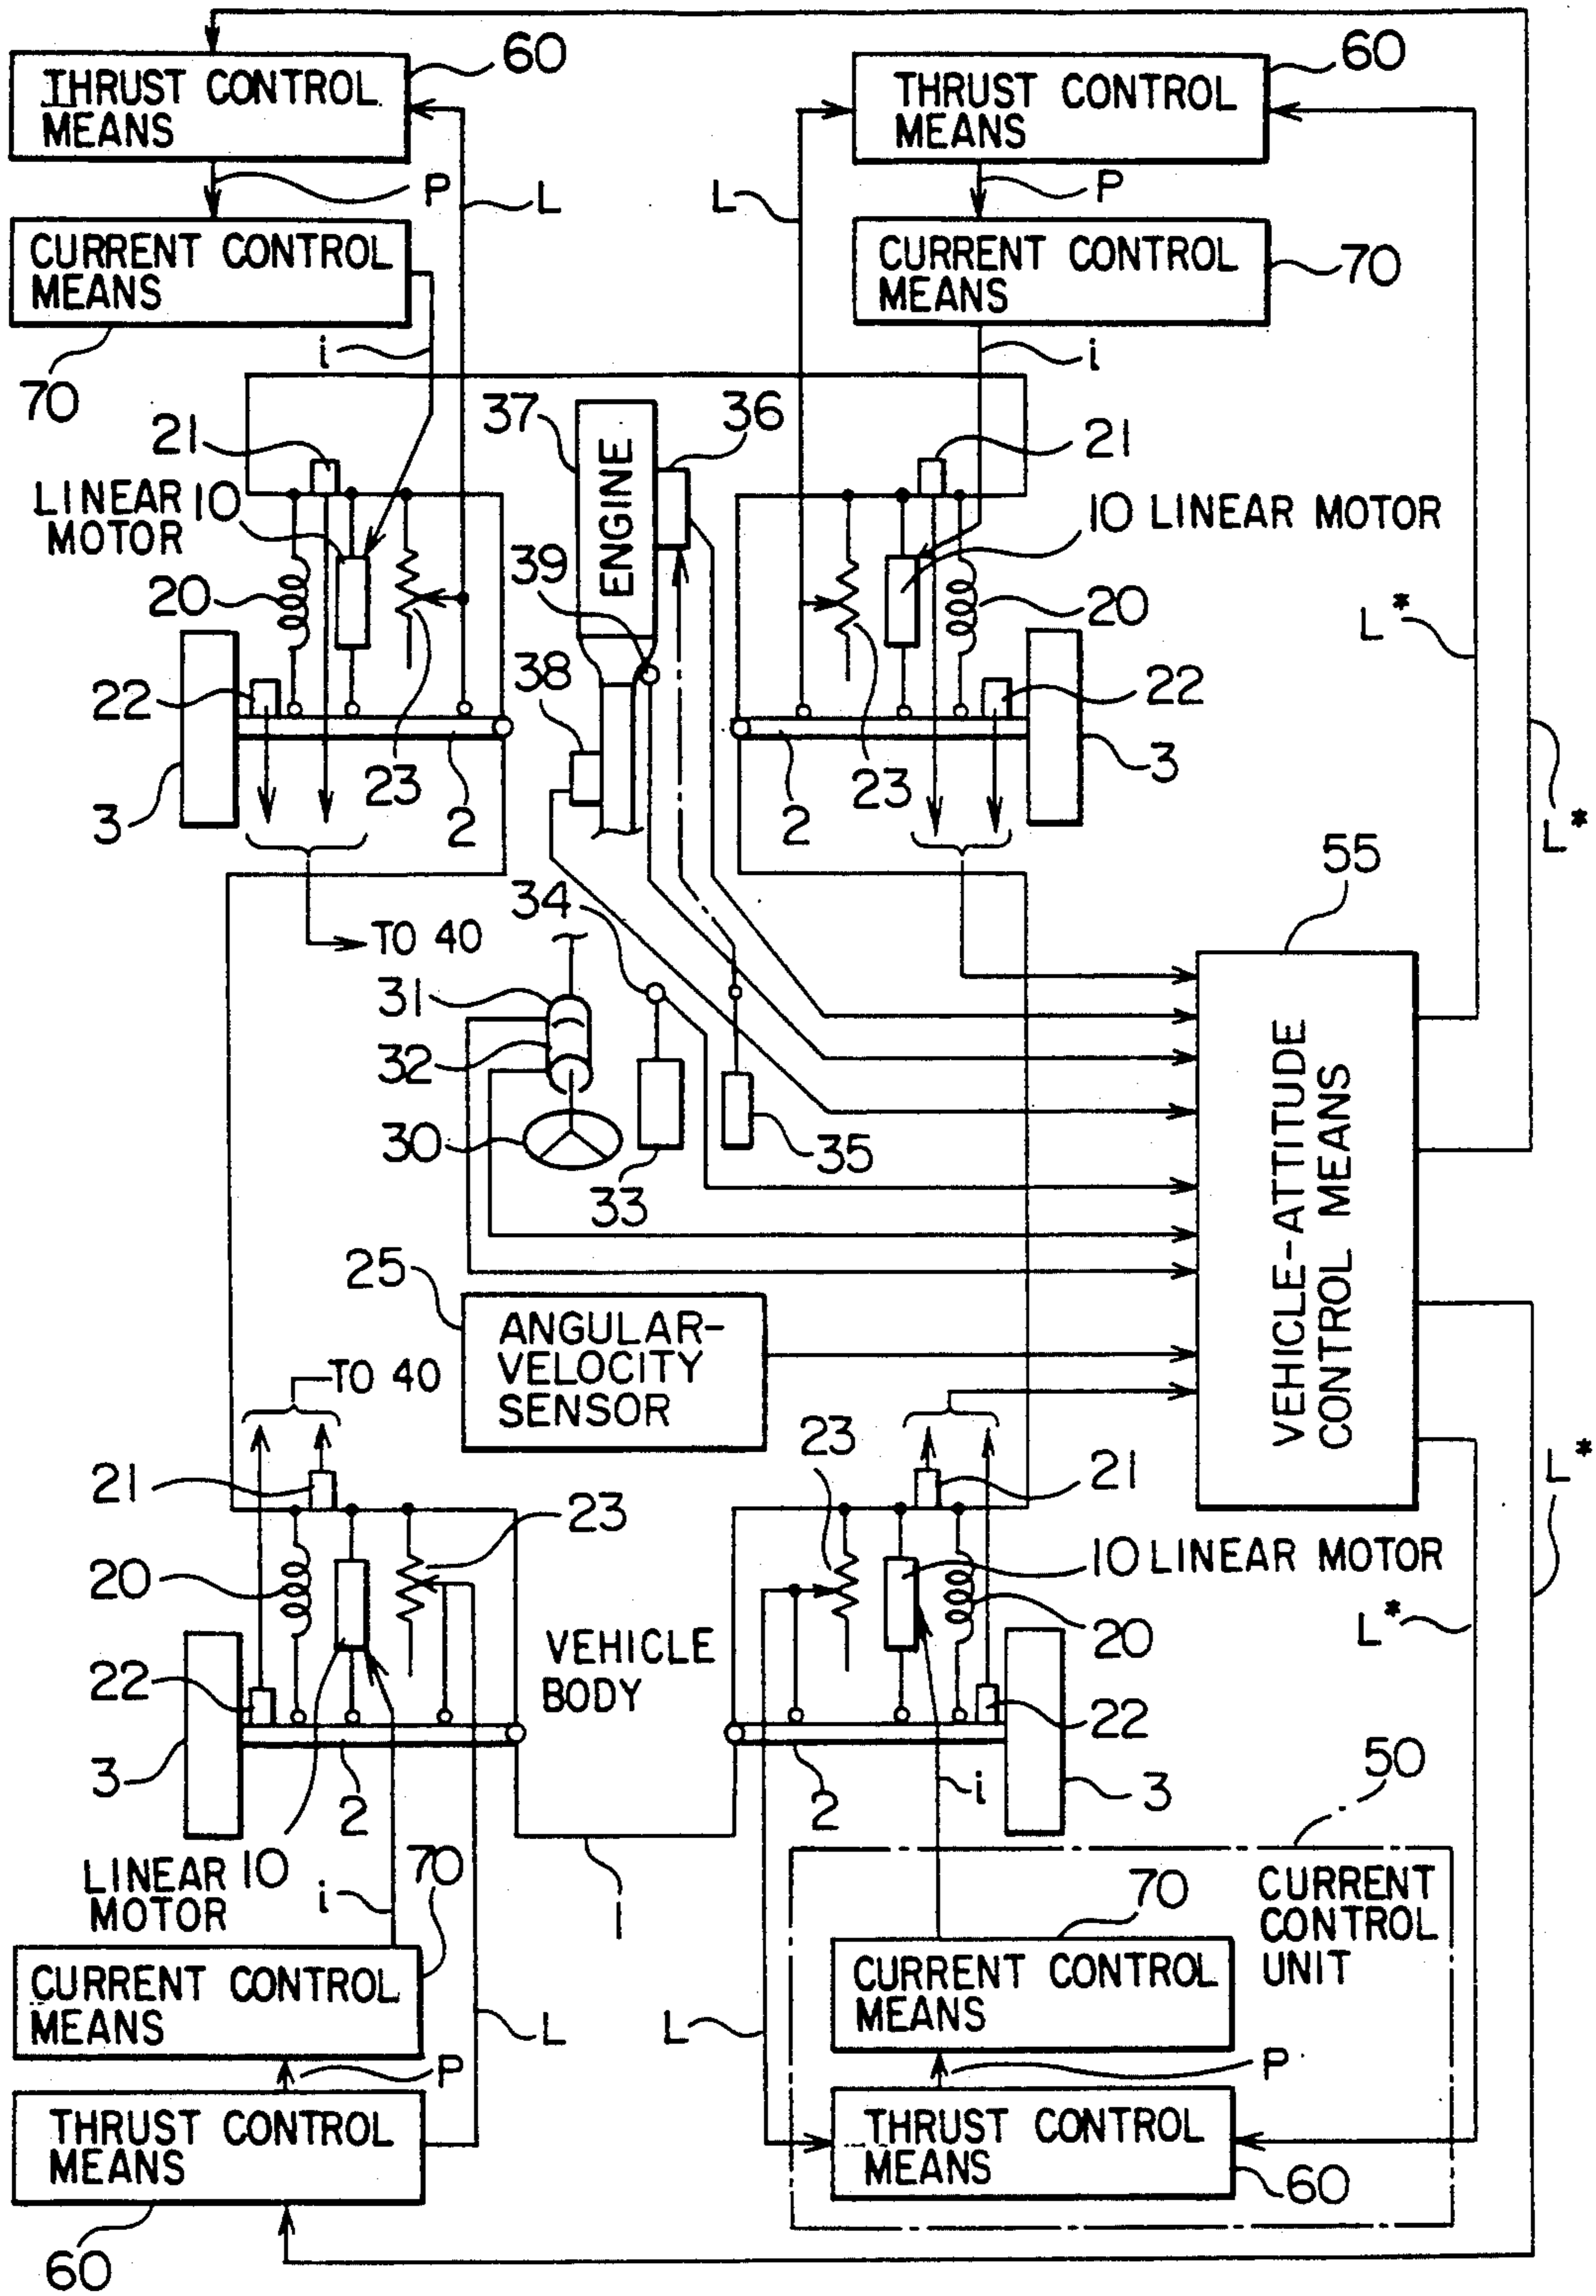 60
THRUST CONTROL
MEANS
60
THRUST CONTROL
MEANS
P
L
L
P
CURRENT CONTROL
MEANS
CURRENT CONTROL
MEANS
70
70
i
i
37
36
21
21
LINEAR 10
MOTOR
ENGINE
10 LINEAR MOTOR
39
20
20
L*
38
22
22
23
2
3
23
2
3
L*
55
34
TO 40
31
32
30
33
35
VEHICLE-ATTITUDE
CONTROL MEANS
25
ANGULAR-
VELOCITY
SENSOR
TO 40
23
21
21
23
L*
10 LINEAR MOTOR
20
20
L*
VEHICLE
BODY
22
22
3
2
2
i
3
50
LINEAR 10
MOTOR
i
70
1
70
CURRENT
CONTROL
UNIT
CURRENT CONTROL
MEANS
CURRENT CONTROL
MEANS
L
L
P
P
THRUST CONTROL
MEANS
THRUST CONTROL
MEANS
60
60